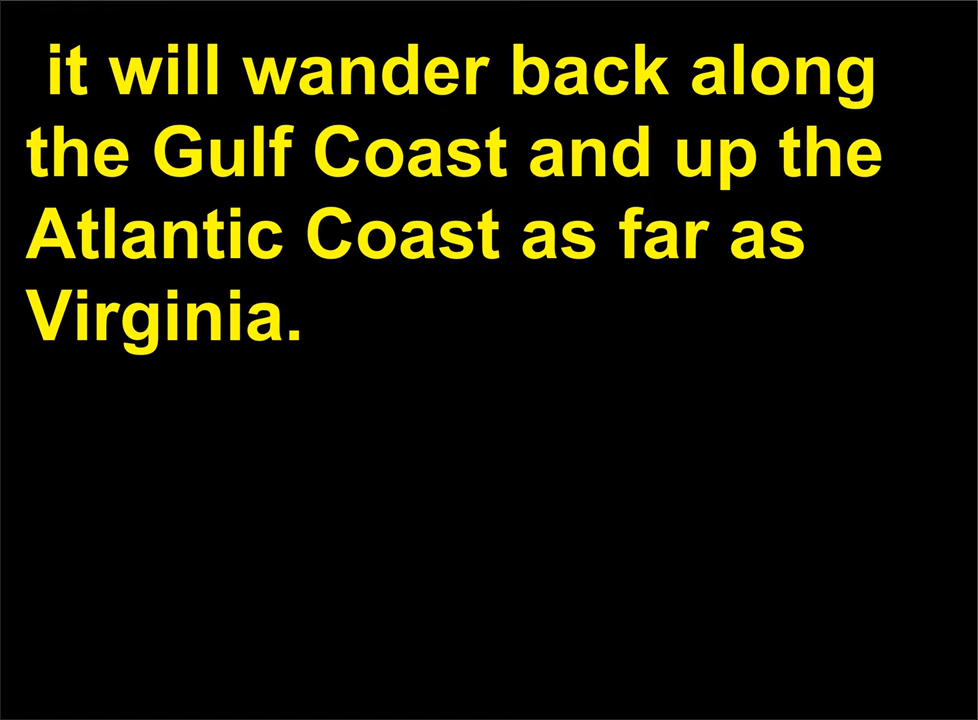 it will wander back along
the Gulf Coast and up the
Atlantic Coast as far as
Virginia.